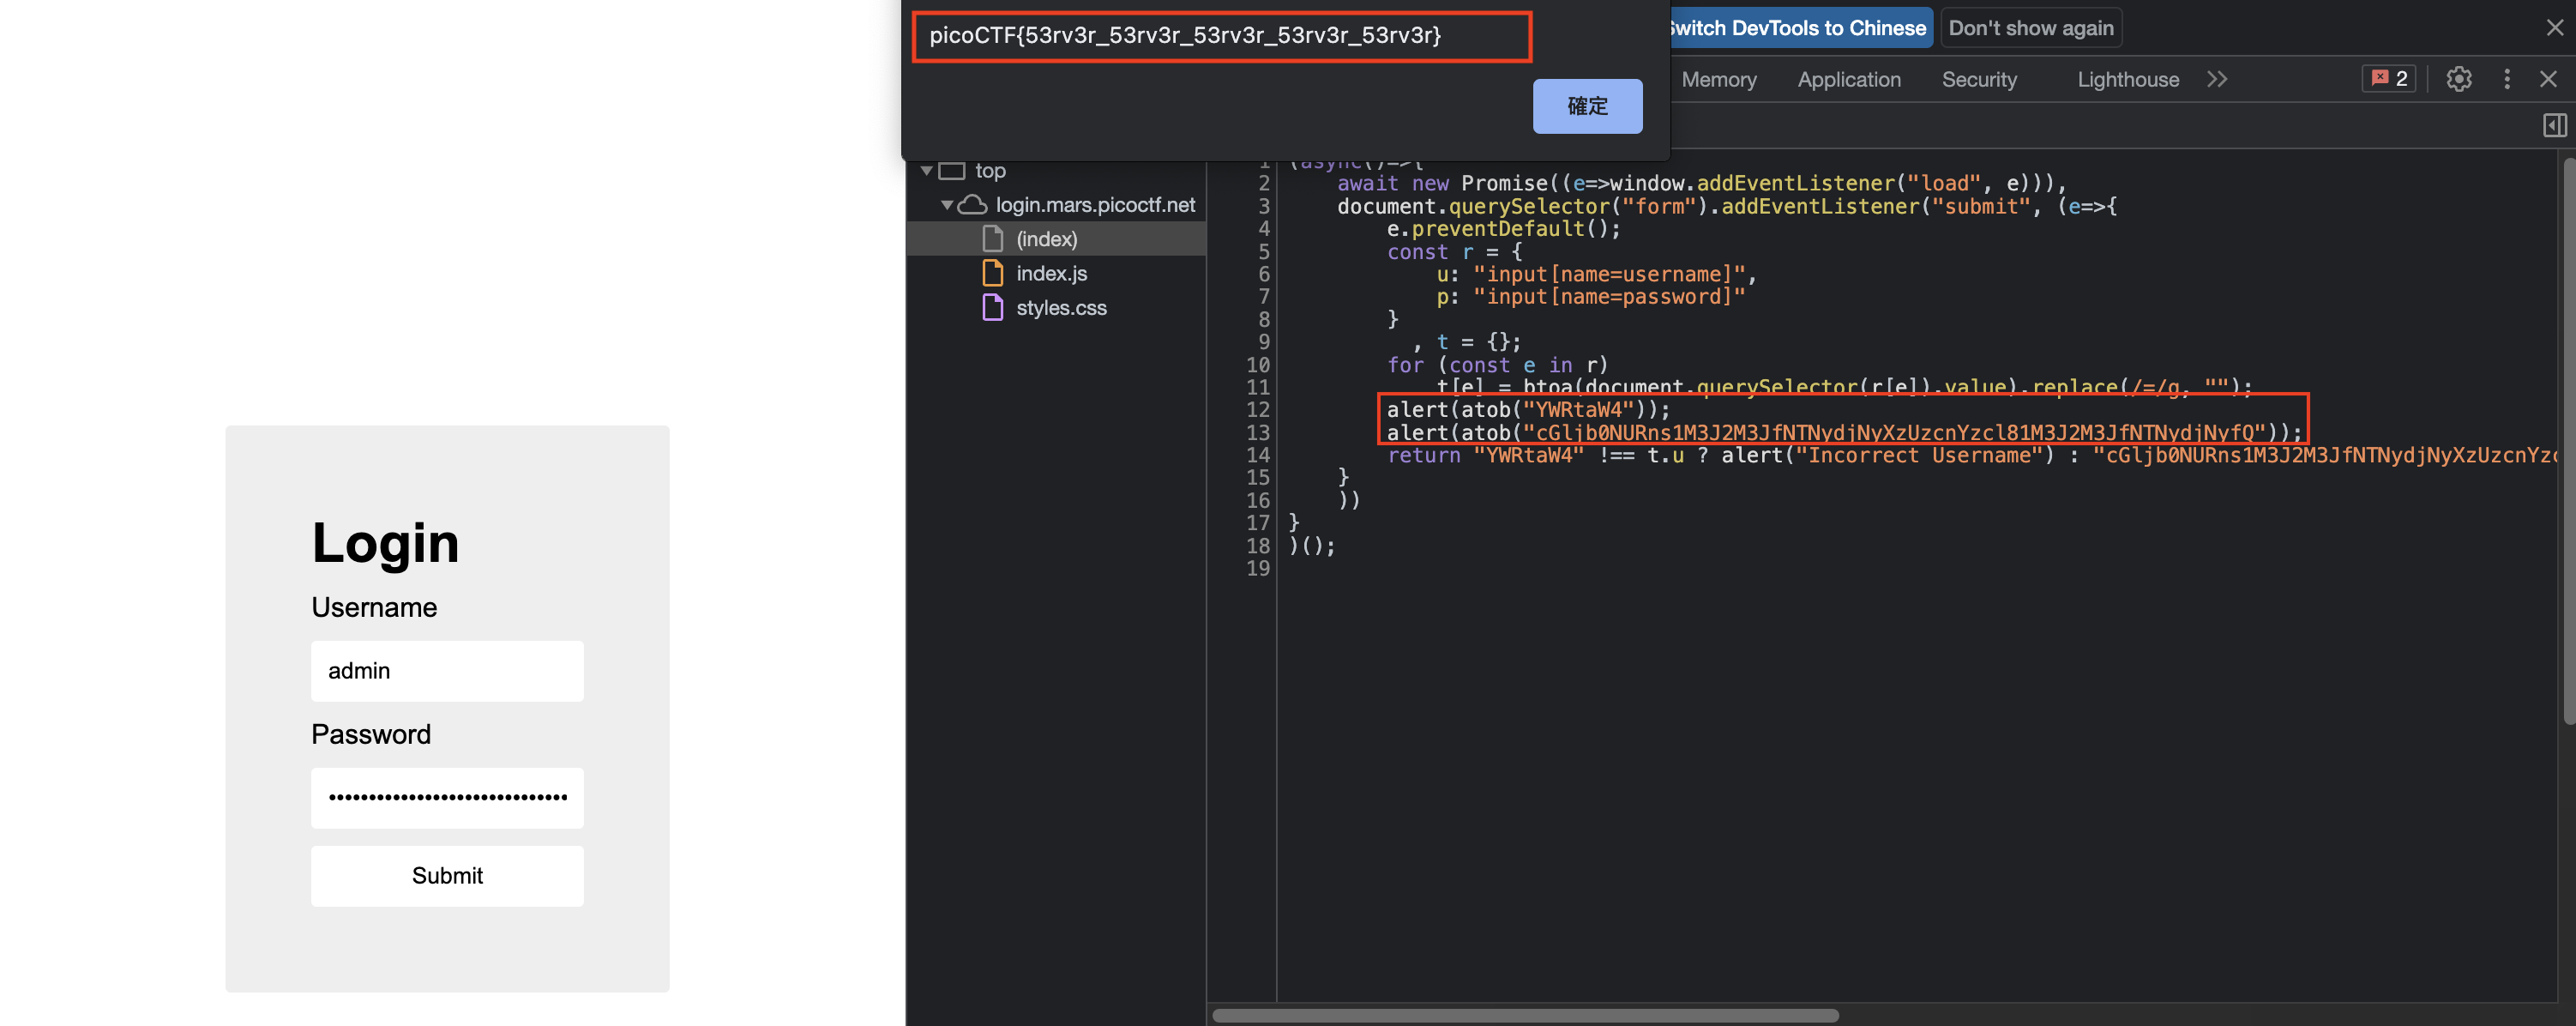 picoCTF{53rv3r_53rv3r_53rv3r_53rv3r_53rv3r}
確定
Switch DevTools to Chinese
Don't show again
Memory
Application
Security
Lighthouse
2
top
login.mars.picoctf.net
(index)
index.js
styles.css
1 (async()=>{
2 await new Promise((e=>window.addEventListener("load", e))),
3 document.querySelector("form").addEventListener("submit", (e=>{
4 e.preventDefault();
5 const r = {
6 u: "input[name=username]",
7 p: "input[name=password]"
8 }
9 , t = {};
10 for (const e in r)
11 t[e] = btoa(document.querySelector(r[e]).value).replace(/=/g, "");
12 alert(atob("YWRtaW4"));
13 alert(atob("cGljb0NURns1M3J2M3JfNTNydjNyXzUzcnYzcl81M3J2M3JfNTNydjNyfQ"));
14 return "YWRtaW4" !== t.u ? alert("Incorrect Username") : "cGljb0NURns1M3J2M3JfNTNydjNyXzUzcnYzc
15 }
16 ))
17 }
18 )();
19
Login
Username
admin
Password
••••••••••••••••••••••••••••••
Submit